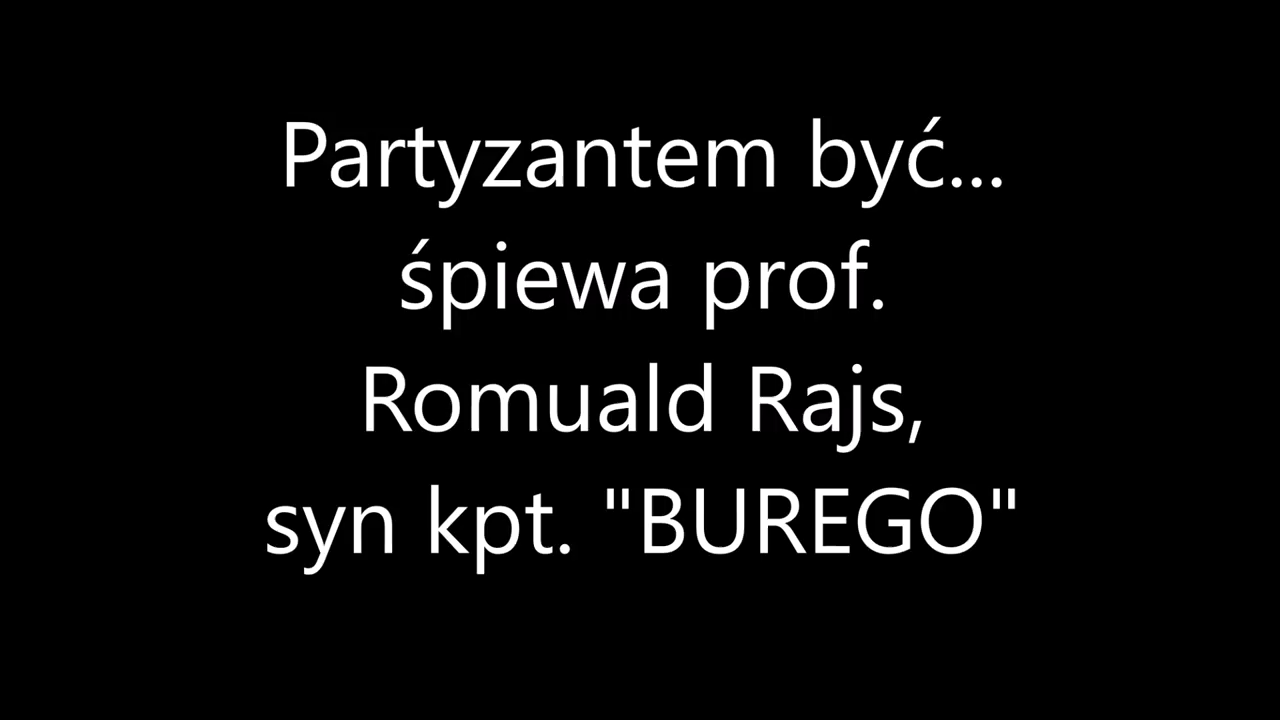 Partyzantem być...
śpiewa prof.
Romuald Rajs,
syn kpt. "BUREGO"